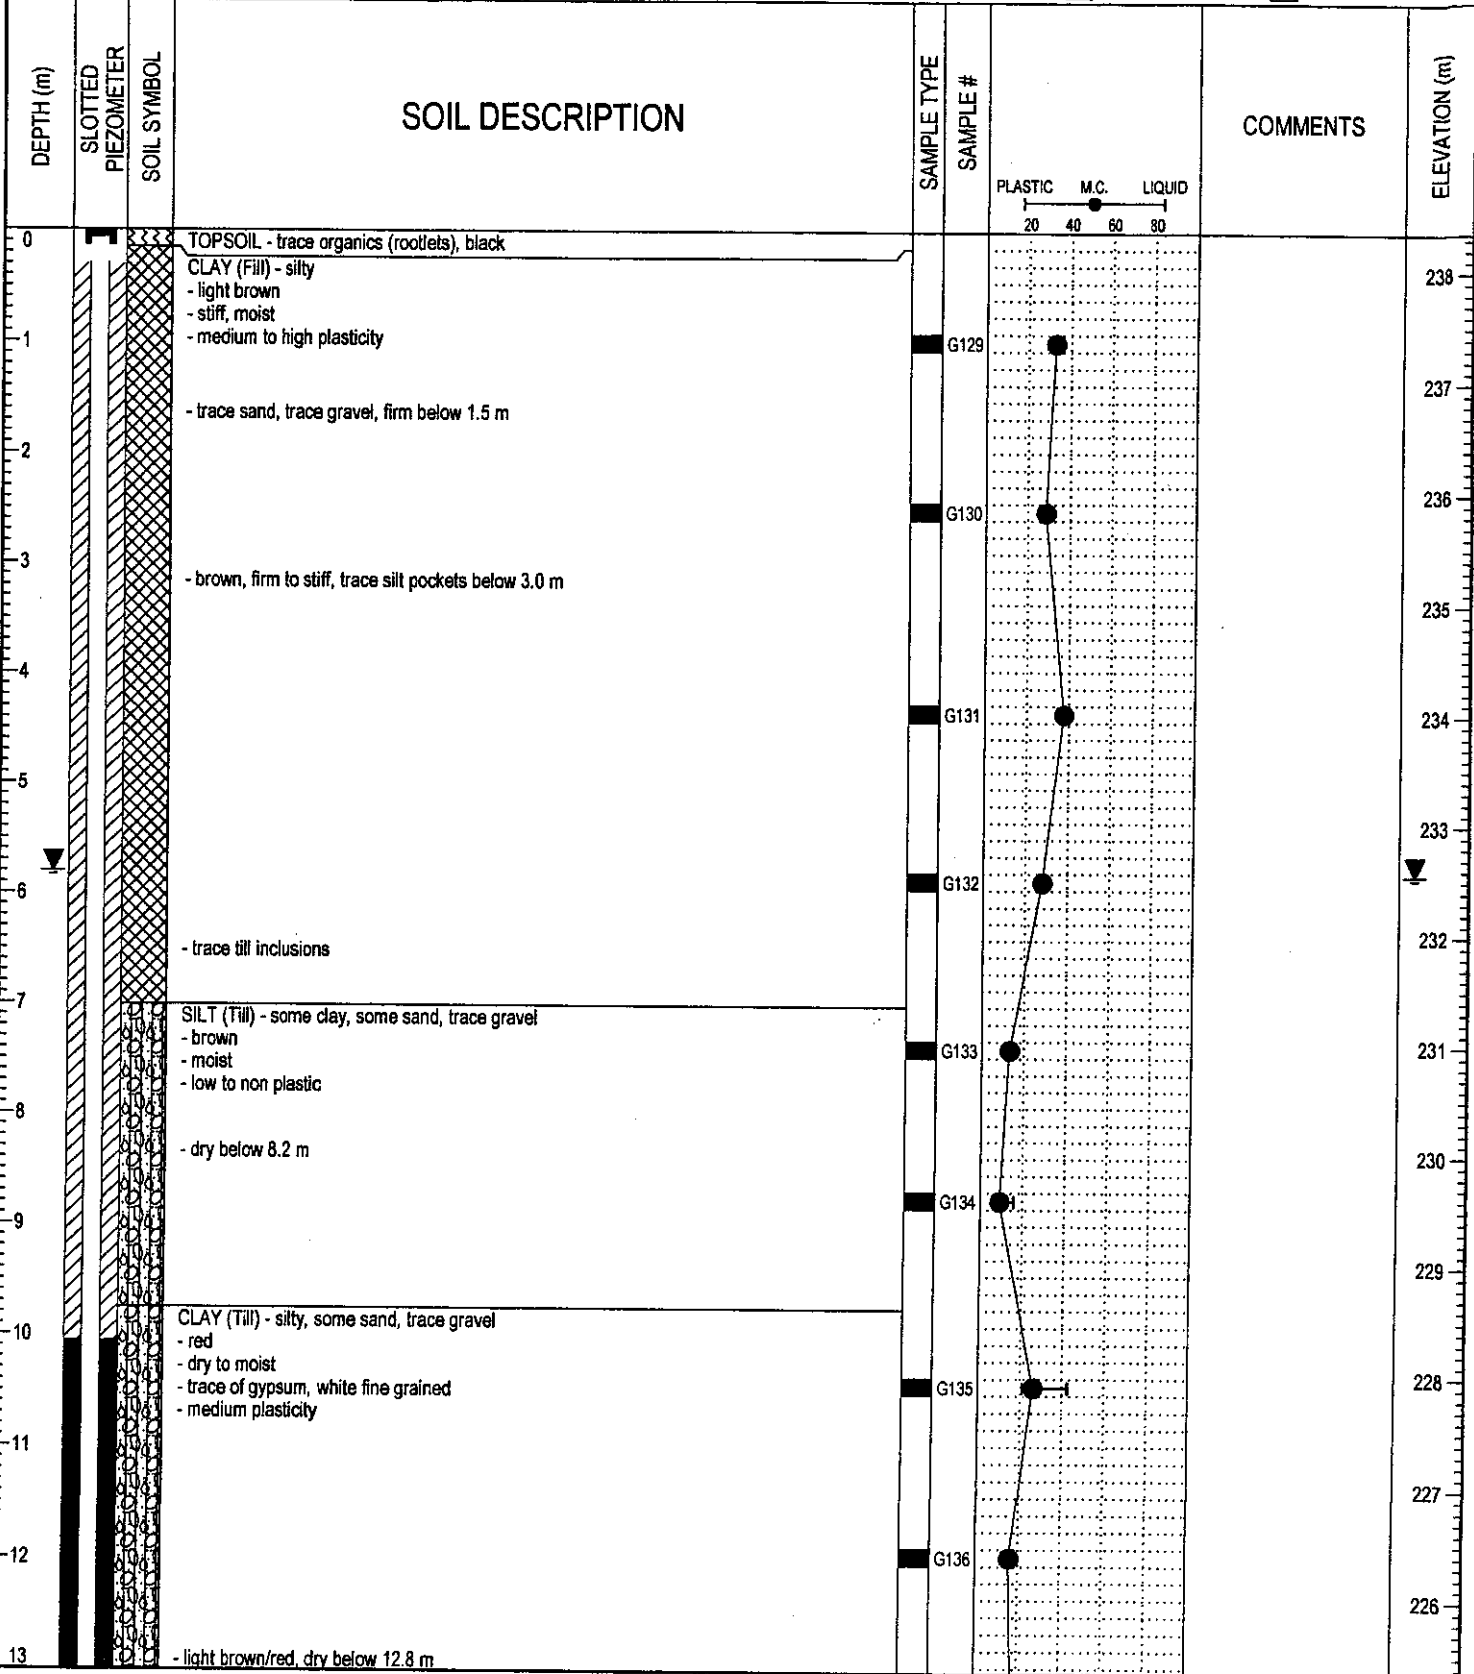 DEPTH (m)
SLOTTED
PIEZOMETER
SOIL SYMBOL
SOIL DESCRIPTION
SAMPLE TYPE
SAMPLE #
PLASTIC M.C. LIQUID
20 40 60 80
COMMENTS
ELEVATION (m)
0
TOPSOIL - trace organics (rootlets), black
CLAY (Fill) - silty
238
- light brown
- stiff, moist
1
- medium to high plasticity
G129
237
- trace sand, trace gravel, firm below 1.5 m
2
236
G130
3
- brown, firm to stiff, trace silt pockets below 3.0 m
235
4
G131
234
5
233
6
G132
232
- trace till inclusions
7
SILT (Till) - some clay, some sand, trace gravel
- brown
G133
231
- moist
- low to non plastic
8
- dry below 8.2 m
230
G134
9
229
CLAY (Till) - silty, some sand, trace gravel
10
- red
- dry to moist
- trace of gypsum, white fine grained
G135
228
- medium plasticity
11
227
12
G136
226
13
- light brown/red, dry below 12.8 m